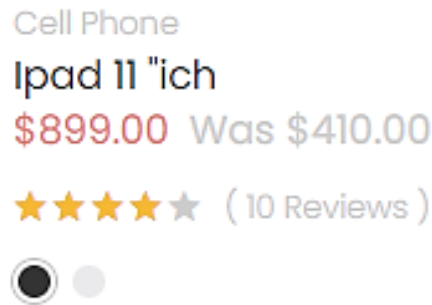 Cell Phone
Ipad 11 "ich
$899.00 Was $410.00
( 10 Reviews )